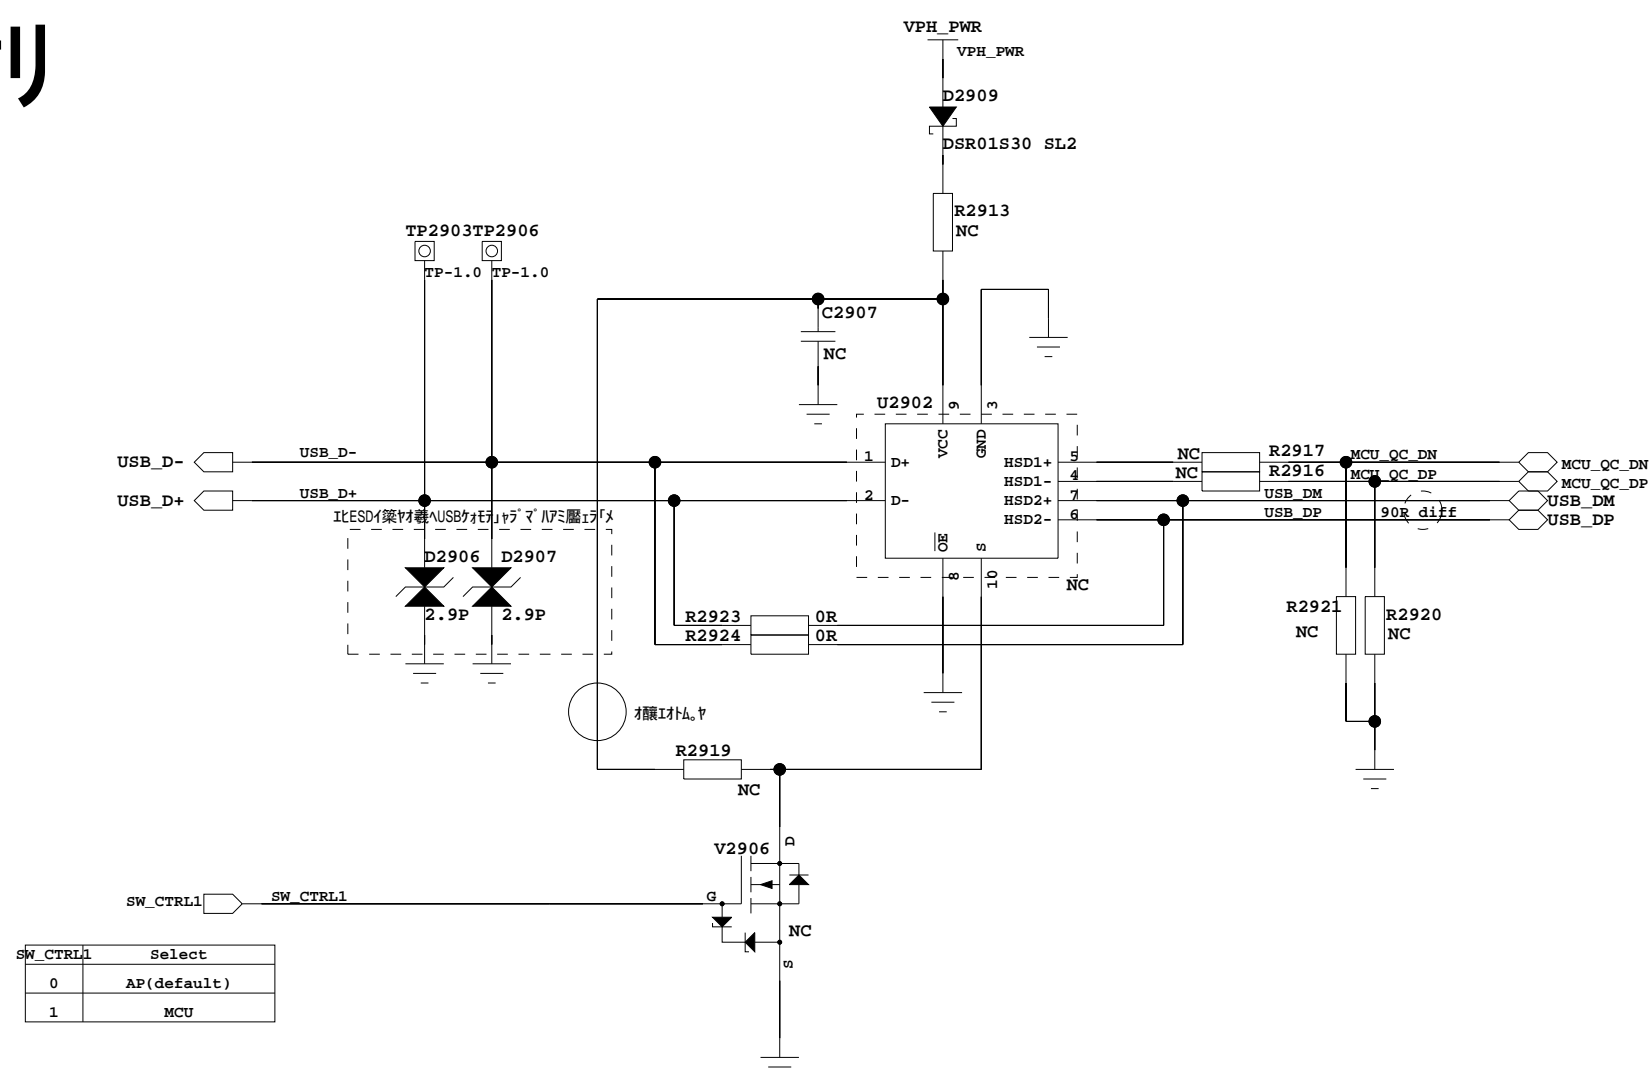 リ
VPH_PWR
VPH_PWR
D2909
DSR01S30 SL2
R2913
NC
TP2903TP2906
TP-1.0 TP-1.0
C2907
NC
U2902
9
3
VCC
GND
USB_D-
USB_D-
1
D+
HSD1+
5
NC
R2917
MCU_QC_DN
MCU_QC_DN
HSD1-
4
NC
R2916
MCU_QC_DP
MCU_QC_DP
USB_D+
USB_D+
2
D-
HSD2+
7
USB_DM
USB_DM
HSD2-
6
USB_DP
90R diff
USB_DP
OE
S
8
10
NC
D2906
D2907
2.9P
2.9P
R2923
0R
R2924
0R
R2921
NC
R2920
NC
R2919
NC
V2906
D
G
NC
S
SW_CTRL1
SW_CTRL1
SW_CTRL1 Select
0 AP(default)
1 MCU